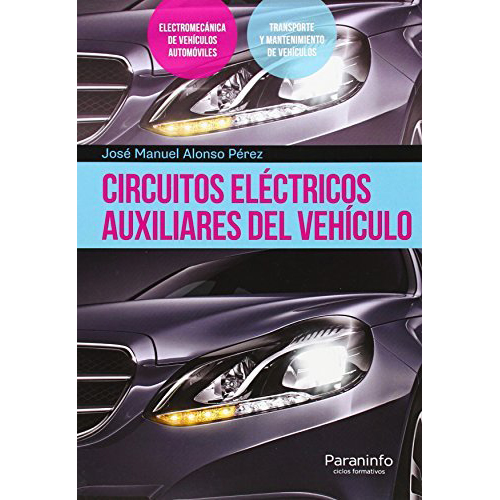 ELECTROMECÁNICA
DE VEHÍCULOS
AUTOMÓVILES
TRANSPORTE
Y MANTENIMIENTO
DE VEHÍCULOS
José Manuel Alonso Pérez
CIRCUITOS ELÉCTRICOS
AUXILIARES DEL VEHÍCULO
Paraninfo
ciclos formativos